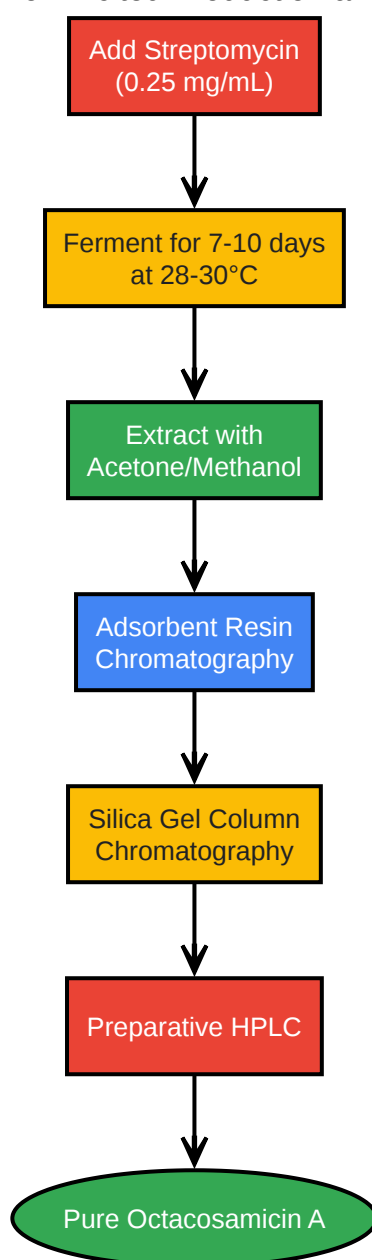 Add Streptomycin
(0.25 mg/mL)
Ferment for 7-10 days
at 28-30°C
Extract with
Acetone/Methanol
Adsorbent Resin
Chromatography
Silica Gel Column
Chromatography
Preparative HPLC
Pure Octacosamicin A